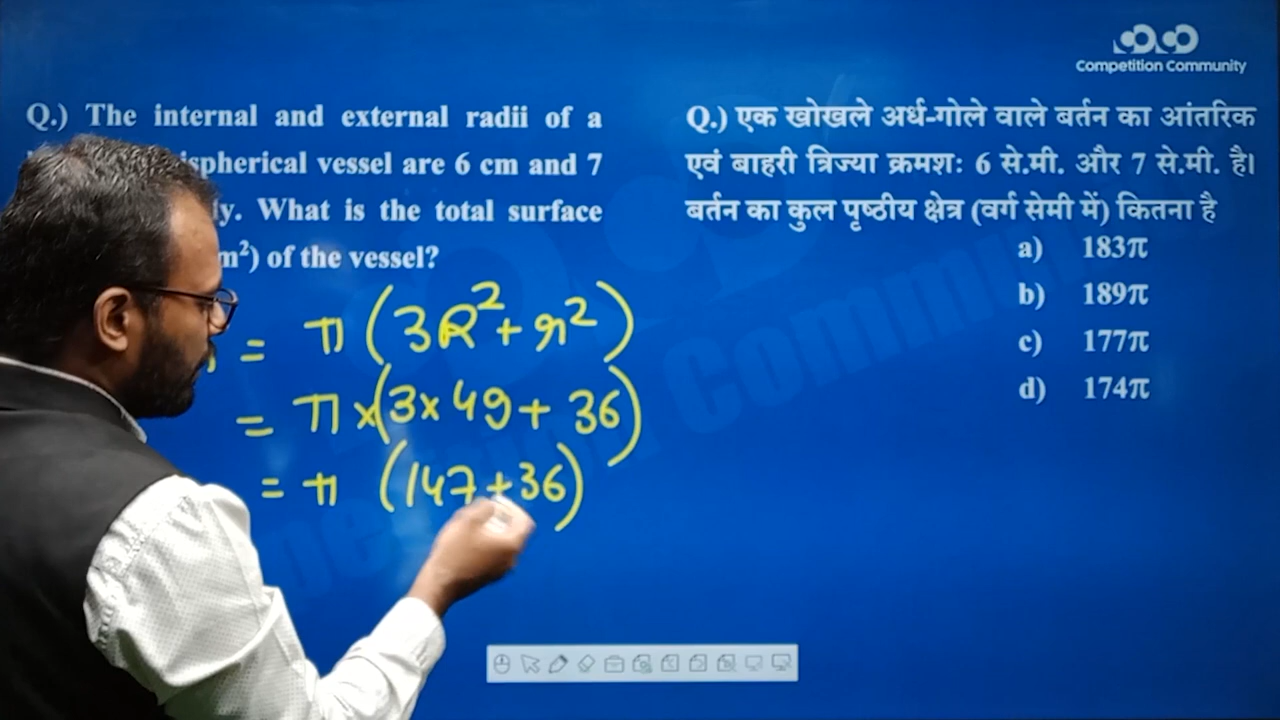 Competition Community
Q.) The internal and external radii of a
ispherical vessel are 6 cm and 7
ly. What is the total surface
m²) of the vessel?
Q.) एक खोखले अर्ध-गोले वाले बर्तन का आंतरिक
एवं बाहरी त्रिज्या क्रमशः 6 से.मी. और 7 से.मी. है।
बर्तन का कुल पृष्ठीय क्षेत्र (वर्ग सेमी में) कितना है
a) 183π
b) 189π
c) 177π
d) 174π
= π (3R² + r²)
= π × (3 × 49 + 36)
= π (147 + 36)